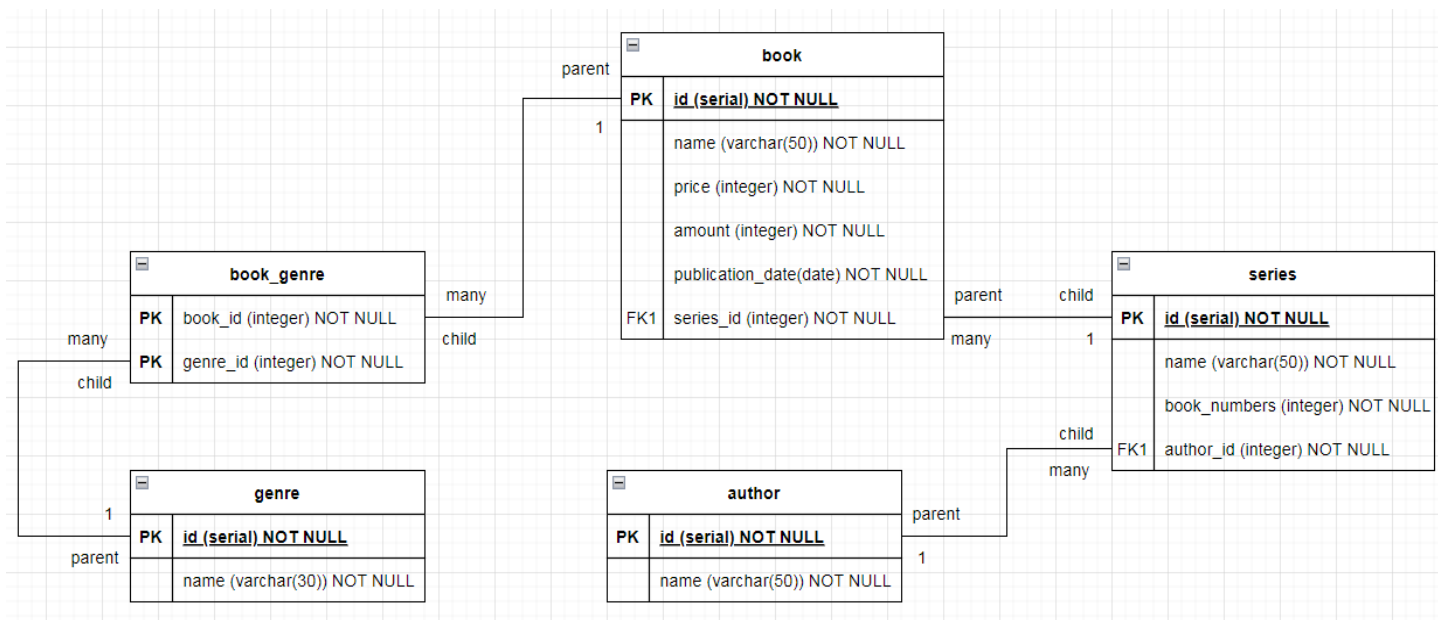 book
parent
PK id (serial) NOT NULL
1
name (varchar(50)) NOT NULL
price (integer) NOT NULL
amount (integer) NOT NULL
publication_date(date) NOT NULL
FK1 series_id (integer) NOT NULL
book_genre
many
PK book_id (integer) NOT NULL
child
many
PK genre_id (integer) NOT NULL
child
parent
child
many
1
series
PK id (serial) NOT NULL
name (varchar(50)) NOT NULL
book_numbers (integer) NOT NULL
child
FK1 author_id (integer) NOT NULL
many
genre
1
PK id (serial) NOT NULL
parent
name (varchar(30)) NOT NULL
author
parent
PK id (serial) NOT NULL
1
name (varchar(50)) NOT NULL